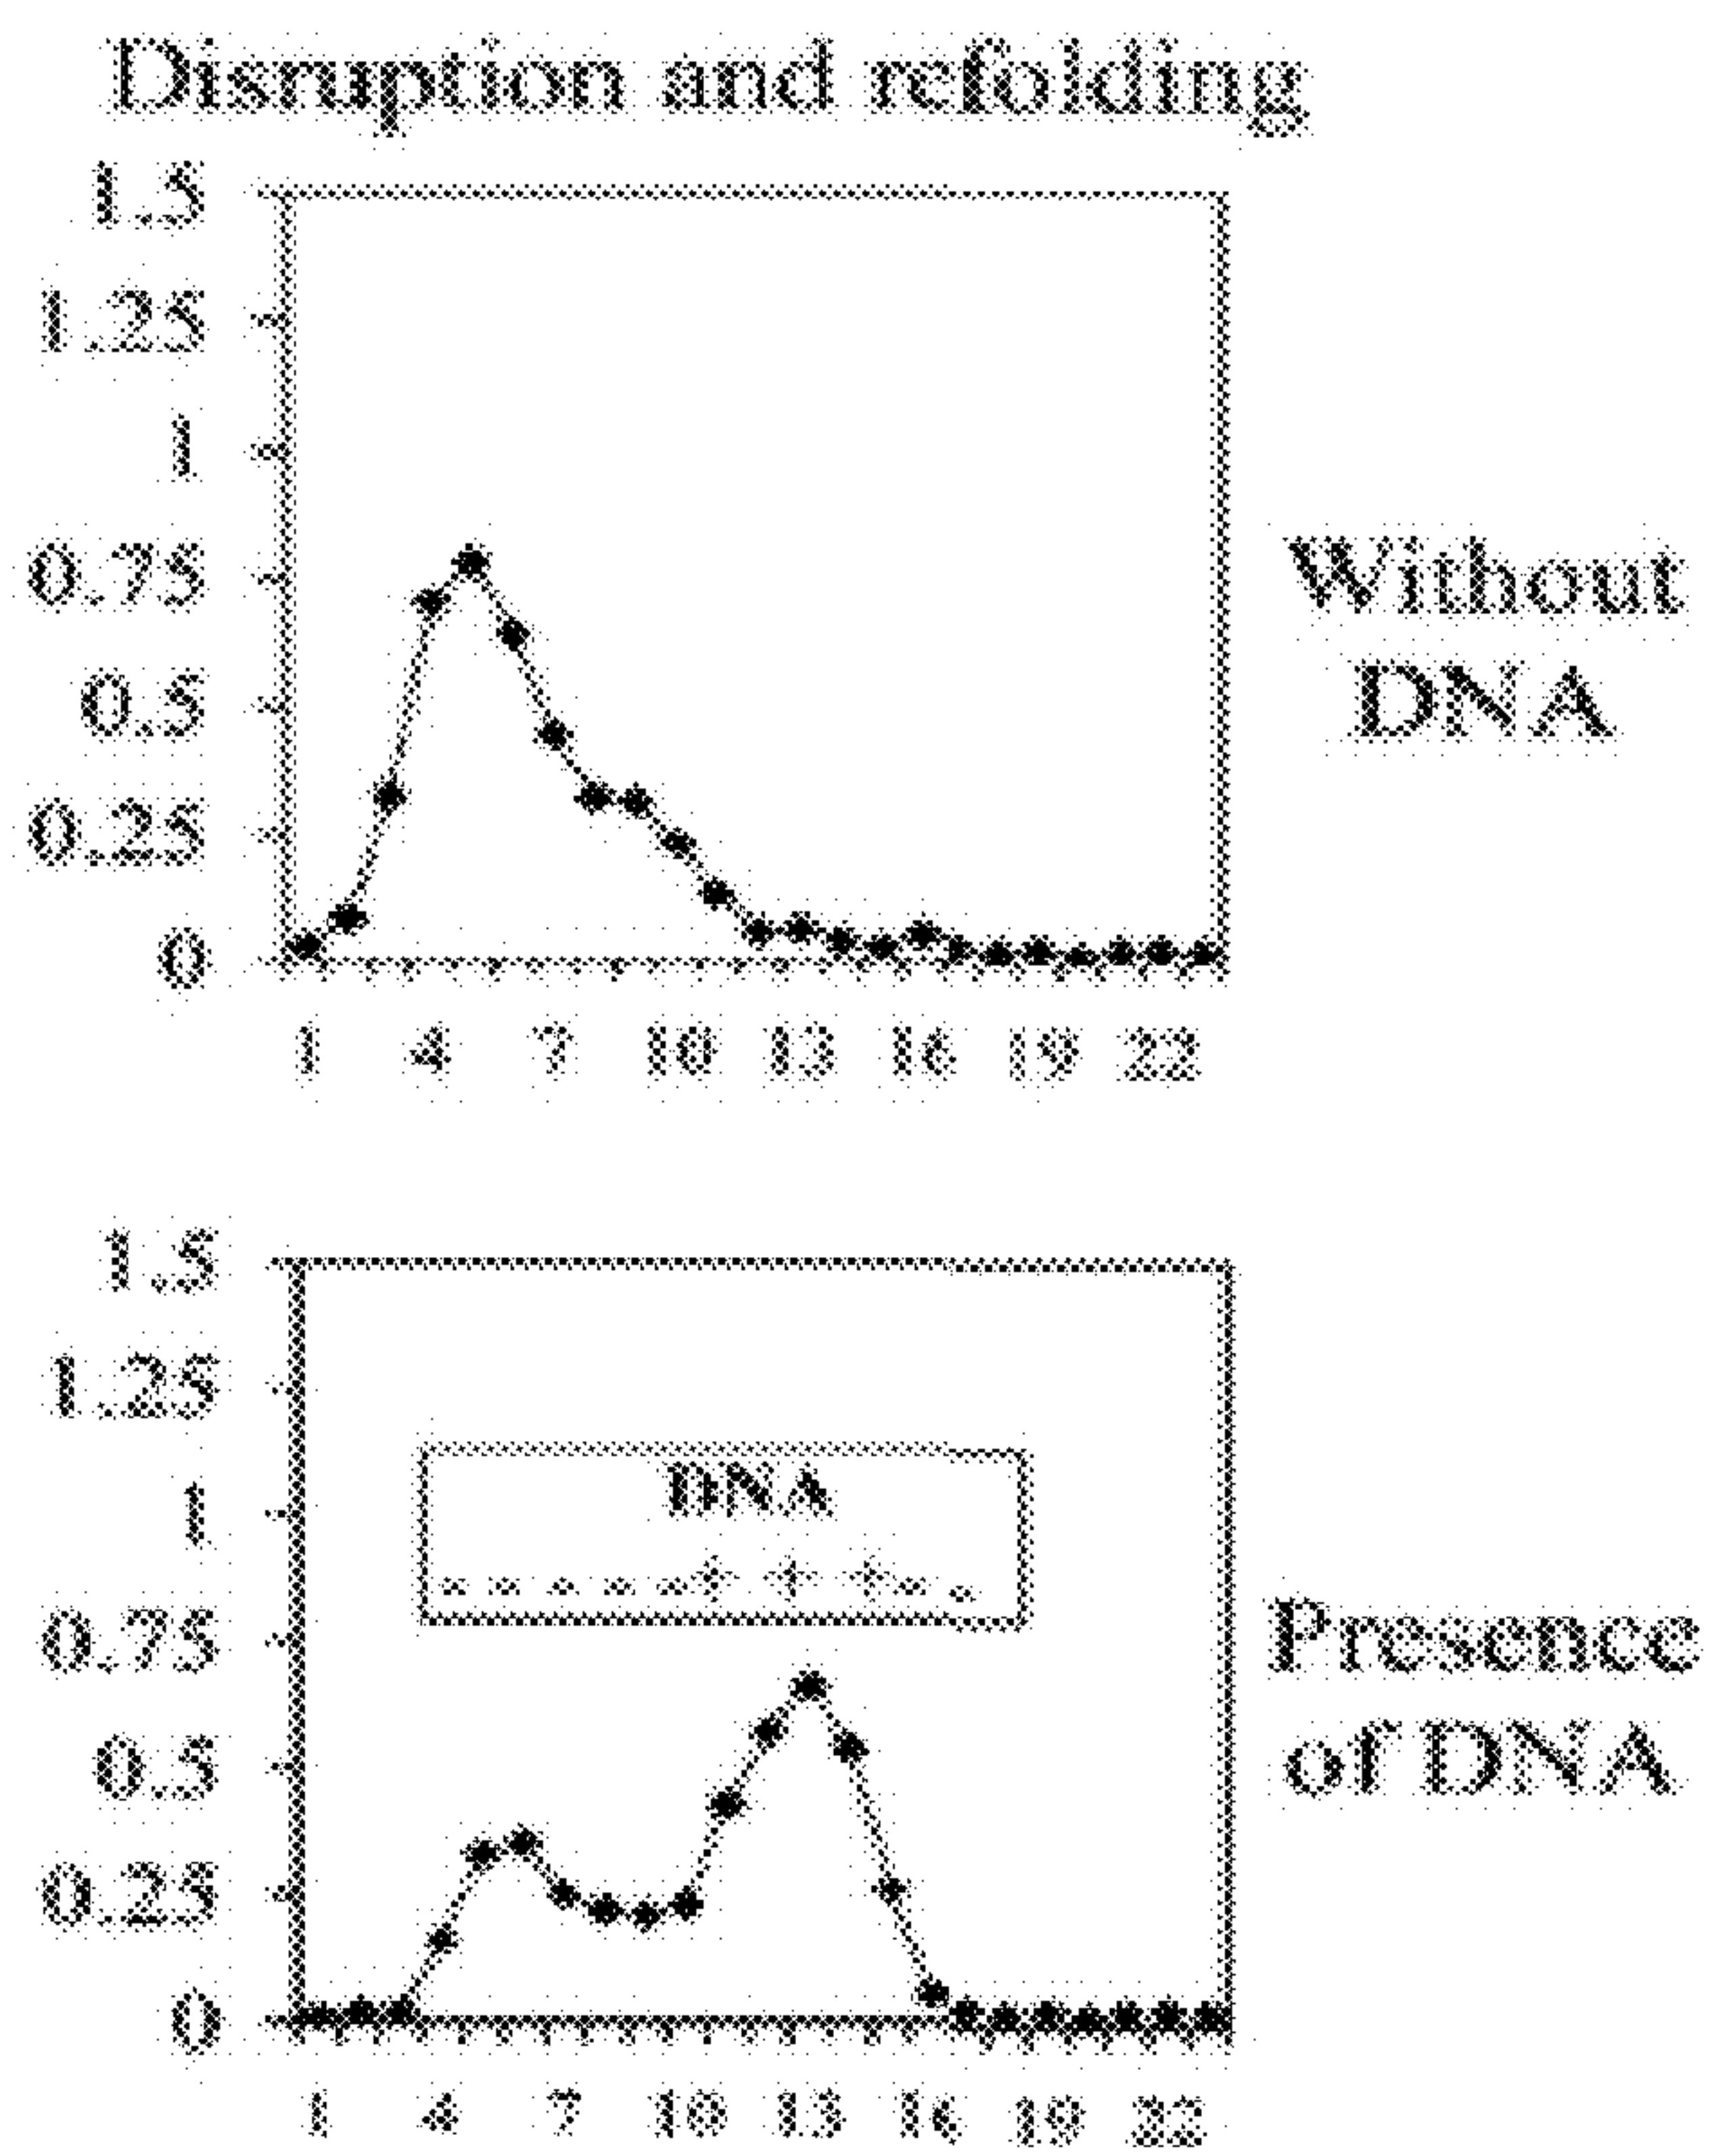 Disruption and refolding
1.5
1.25
1
0.75
0.5
0.25
0
1 4 7 10 13 16 19 22
Without
DNA
1.5
1.25
1
0.75
0.5
0.25
0
DNA
- - - - - + + + - -
1 4 7 10 13 16 19 22
Presence
of DNA